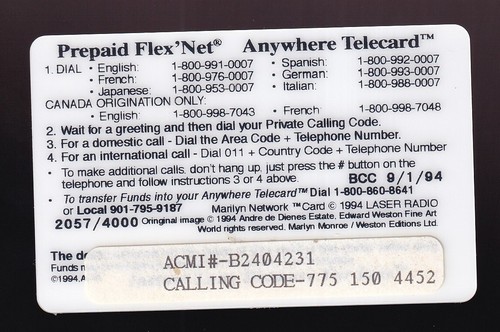 Prepaid Flex'Net® Anywhere Telecard™
1. DIAL • English: 1-800-991-0007 • Spanish: 1-800-992-0007
• French: 1-800-976-0007 • German: 1-800-993-0007
• Japanese: 1-800-953-0007 • Italian: 1-800-988-0007
CANADA ORIGINATION ONLY:
• English 1-800-998-7043 • French 1-800-998-7048
2. Wait for a greeting and then dial your Private Calling Code.
3. For a domestic call - Dial the Area Code + Telephone Number.
4. For an international call - Dial 011 + Country Code + Telephone Number
• To make additional calls, don't hang up, just press the # button on the
telephone and follow instructions 3 or 4 above. BCC 9/1/94
• To transfer Funds into your Anywhere Telecard™ Dial 1-800-860-8641
or Local 901-795-9187 Marilyn Network ™Card © 1994 LASER RADIO
2057/4000 Original image © 1994 Andre de Dienes Estate, Edward Weston Fine Art
World rights reserved. Marilyn Monroe / Weston Editions Ltd.
The do
Funds n
©1994, A
ACMI#-B2404231
CALLING CODE-775 150 4452